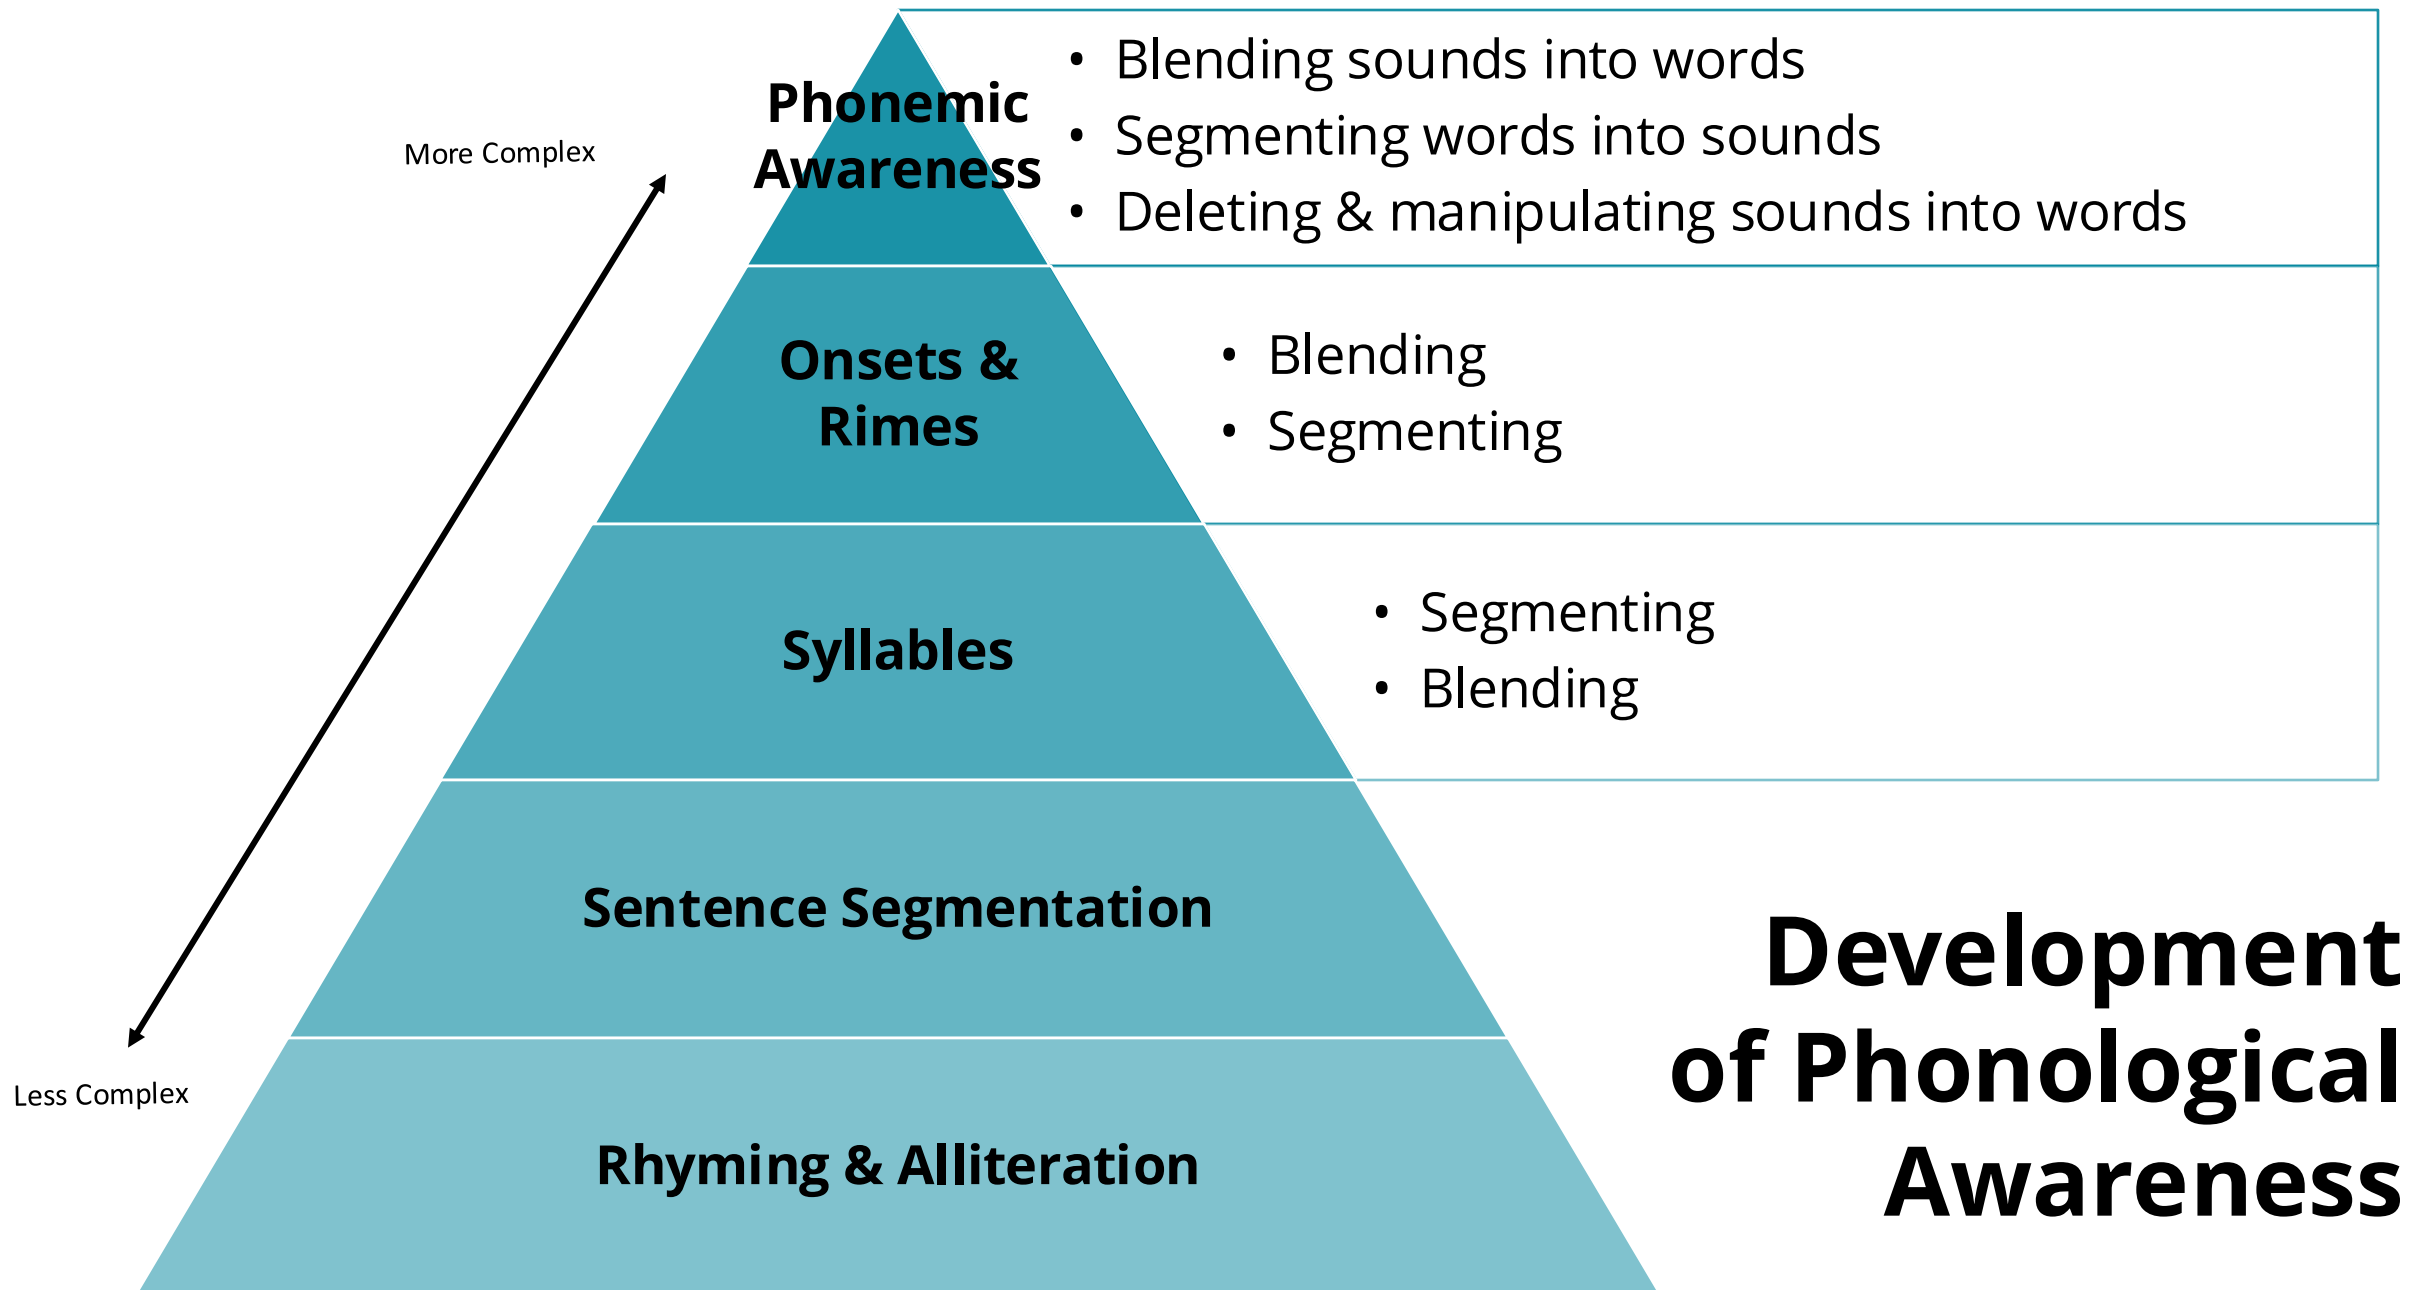 Phonemic
Awareness
• Blending sounds into words
• Segmenting words into sounds
• Deleting & manipulating sounds into words
More Complex
Onsets &
Rimes
• Blending
• Segmenting
Syllables
• Segmenting
• Blending
Sentence Segmentation
Less Complex
Rhyming & Alliteration
Development
of Phonological
Awareness